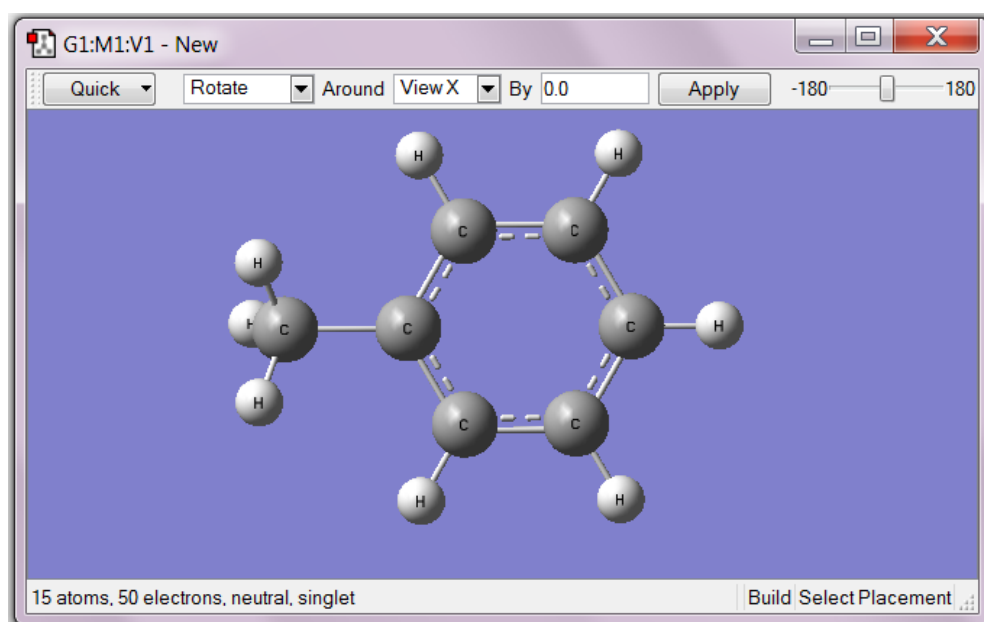 G1:M1:V1 - New
Quick Rotate Around View X By 0.0 Apply -180 180
H H
C C
H
H C C C H
H
C C
H H
15 atoms, 50 electrons, neutral, singlet Build Select Placement